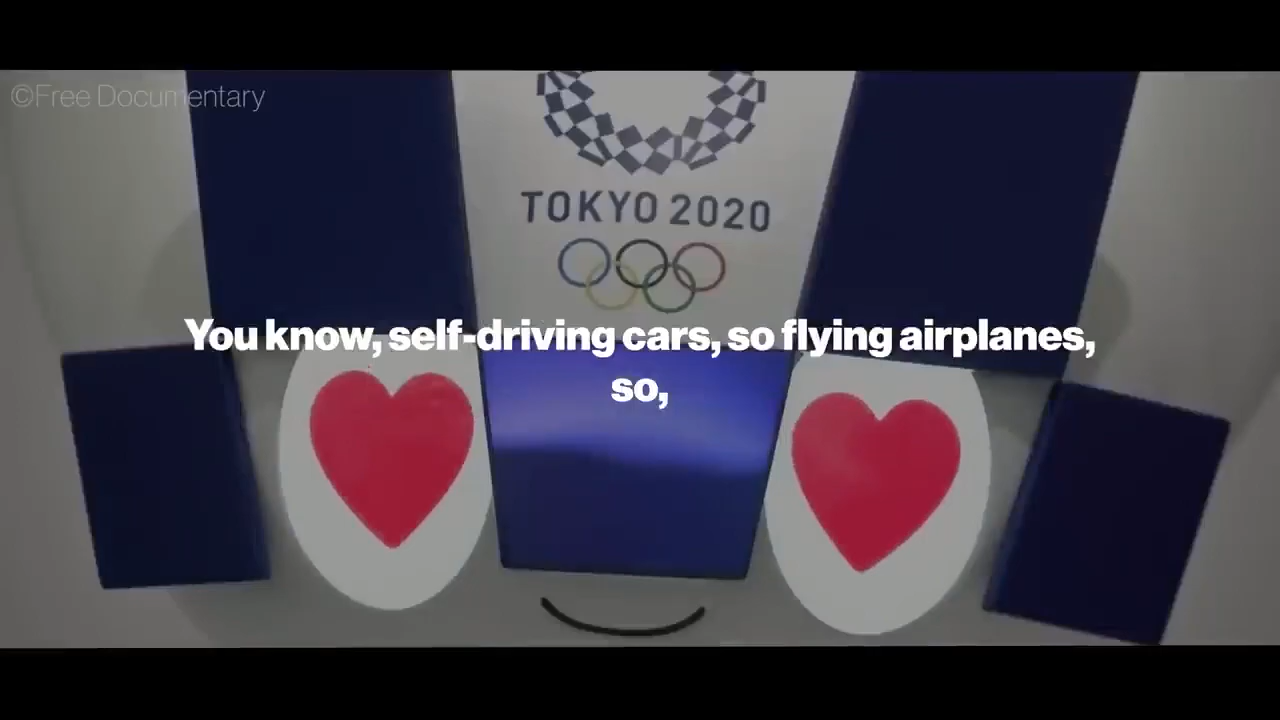 ©Free Documentary
TOKYO 2020
You know, self-driving cars, so flying airplanes,
so,